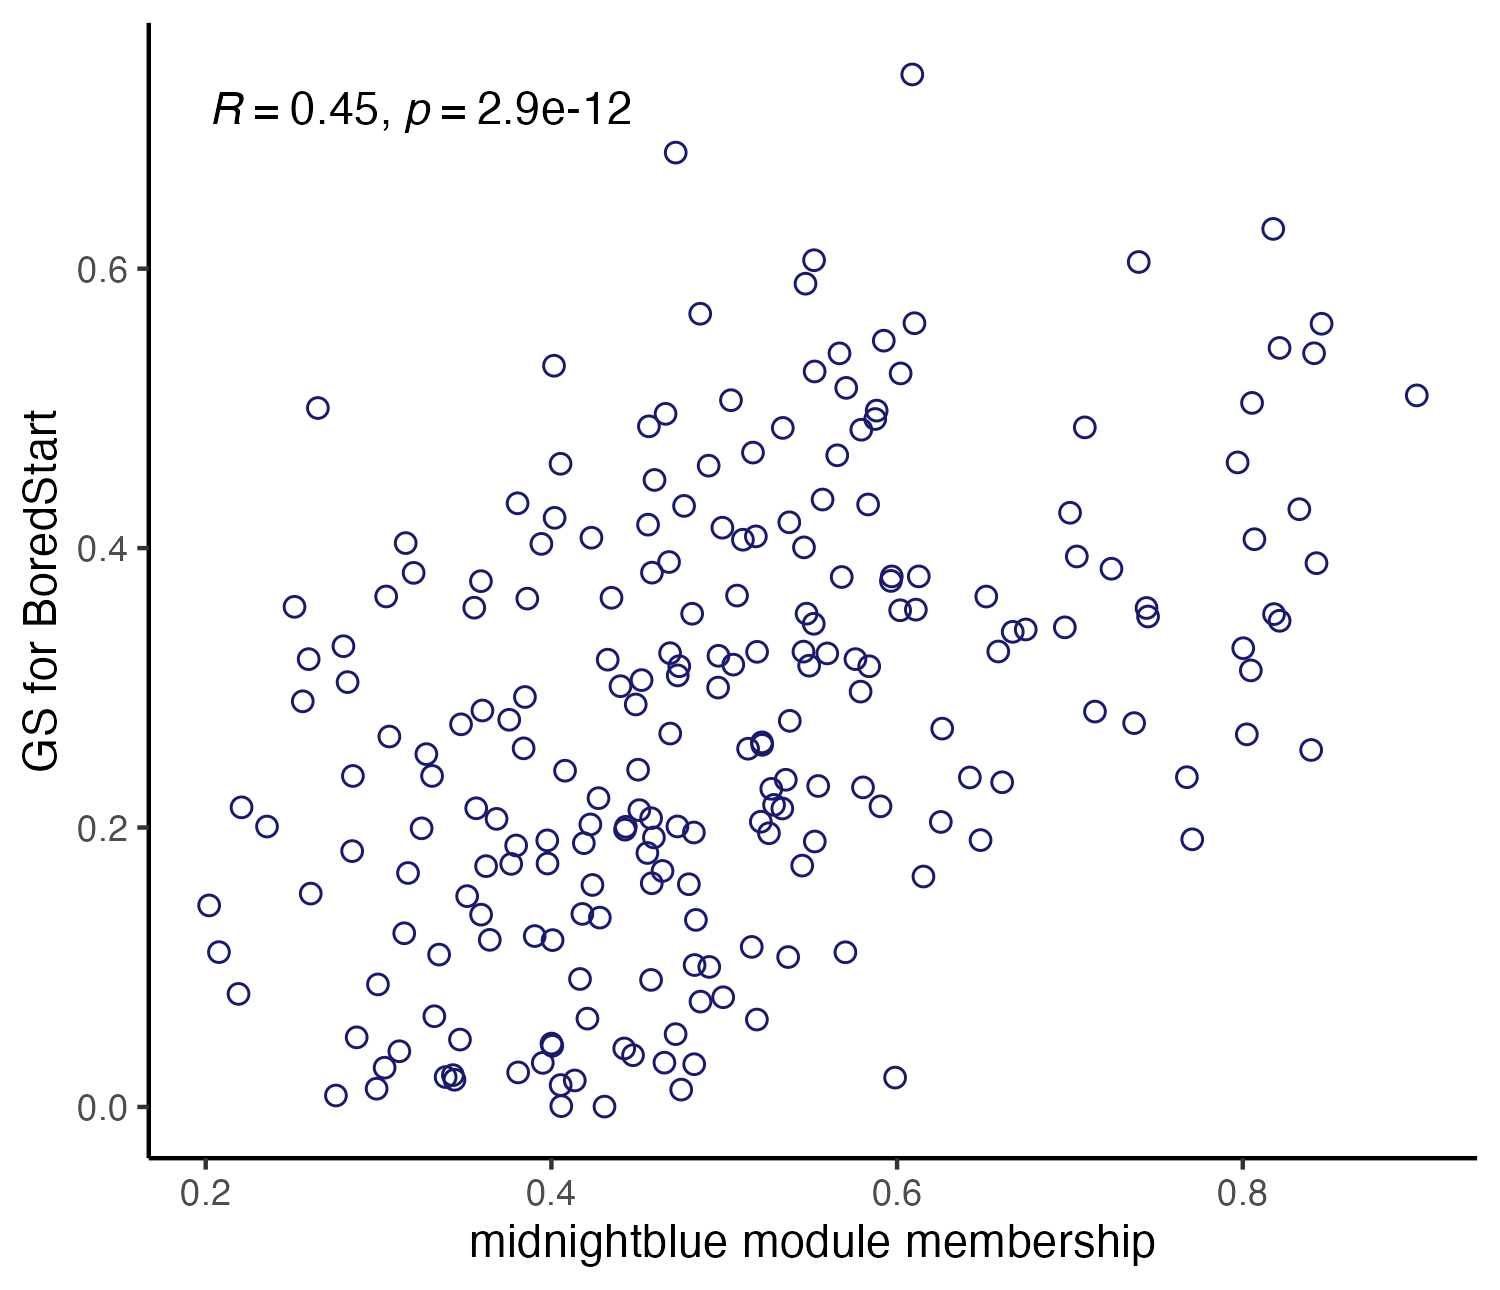 R = 0.45, p = 2.9e-12
GS for BoredStart
0.6
0.4
0.2
0.0
0.2 0.4 0.6 0.8
midnightblue module membership